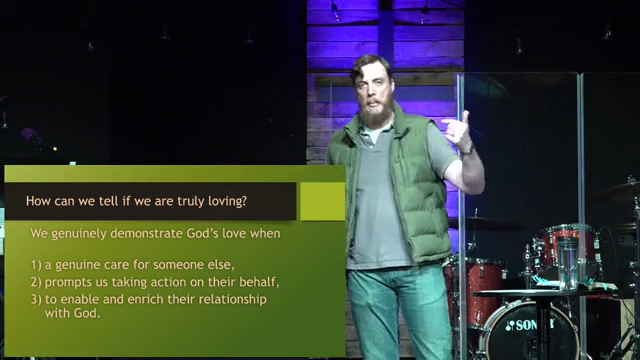 How can we tell if we are truly loving?
We genuinely demonstrate God's love when
1) a genuine care for someone else,
2) prompts us taking action on their behalf,
3) to enable and enrich their relationship
with God.
SONOR